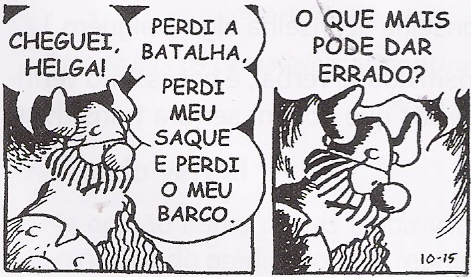 CHEGUEI,
HELGA!
PERDI A
BATALHA,
PERDI
MEU
SAQUE
E PERDI
O MEU
BARCO.
O QUE MAIS
PODE DAR
ERRADO?
10-15